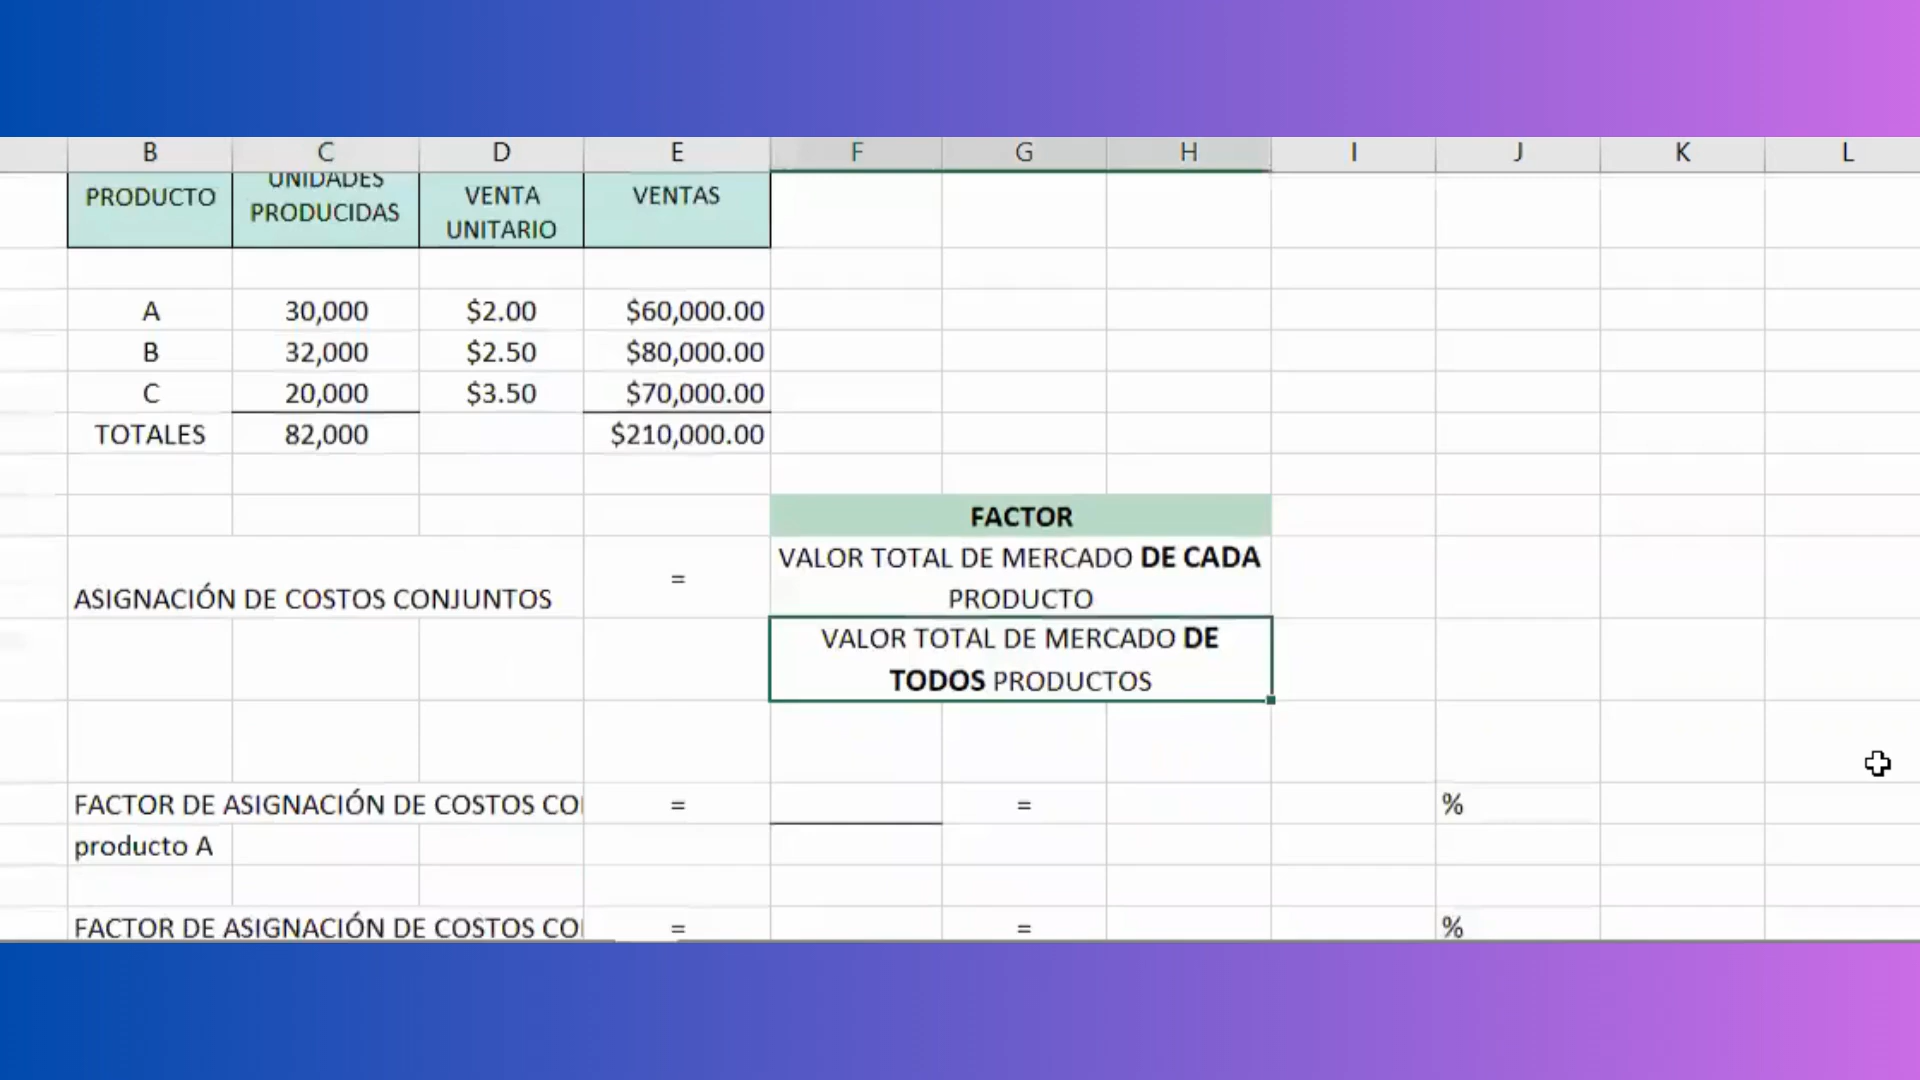 B C D E F G H I J K L
PRODUCTO UNIDADES PRODUCIDAS VENTA UNITARIO VENTAS
A 30,000 $2.00 $60,000.00
B 32,000 $2.50 $80,000.00
C 20,000 $3.50 $70,000.00
TOTALES 82,000 $210,000.00
FACTOR
ASIGNACIÓN DE COSTOS CONJUNTOS = VALOR TOTAL DE MERCADO DE CADA
PRODUCTO
VALOR TOTAL DE MERCADO DE
TODOS PRODUCTOS
FACTOR DE ASIGNACIÓN DE COSTOS CO = = %
producto A
FACTOR DE ASIGNACIÓN DE COSTOS CO = = %